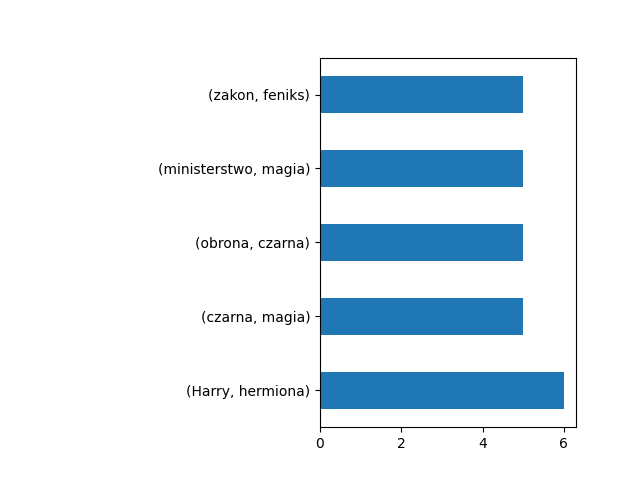 (zakon, feniks)
(ministerstwo, magia)
(obrona, czarna)
(czarna, magia)
(Harry, hermiona)
0 2 4 6